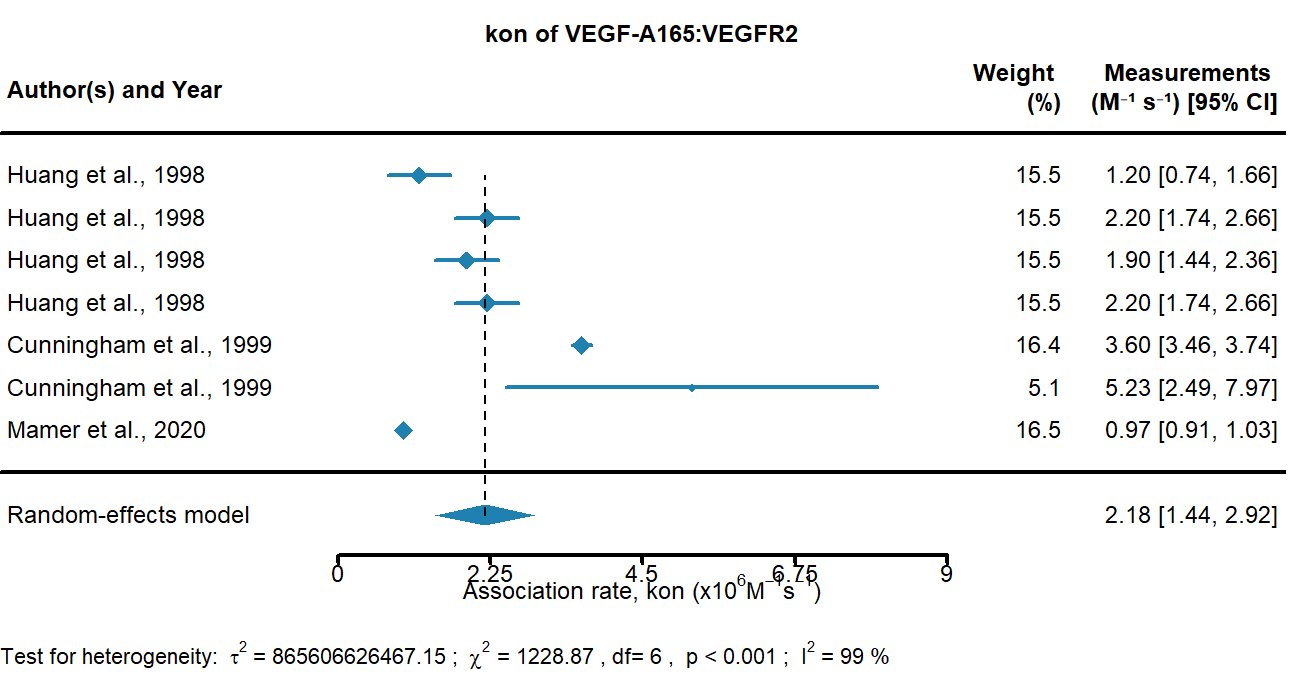 kon of VEGF-A165:VEGFR2
Author(s) and Year
Weight (%)
Measurements (M⁻¹ s⁻¹) [95% CI]
Huang et al., 1998 15.5 1.20 [0.74, 1.66]
Huang et al., 1998 15.5 2.20 [1.74, 2.66]
Huang et al., 1998 15.5 1.90 [1.44, 2.36]
Huang et al., 1998 15.5 2.20 [1.74, 2.66]
Cunningham et al., 1999 16.4 3.60 [3.46, 3.74]
Cunningham et al., 1999 5.1 5.23 [2.49, 7.97]
Mamer et al., 2020 16.5 0.97 [0.91, 1.03]
Random-effects model 2.18 [1.44, 2.92]
0 2.25 4.5 6.75 9
Association rate, kon (x10⁶M⁻¹s⁻¹)
Test for heterogeneity: τ² = 865606626467.15 ; χ² = 1228.87 , df= 6 , p < 0.001 ; I² = 99 %